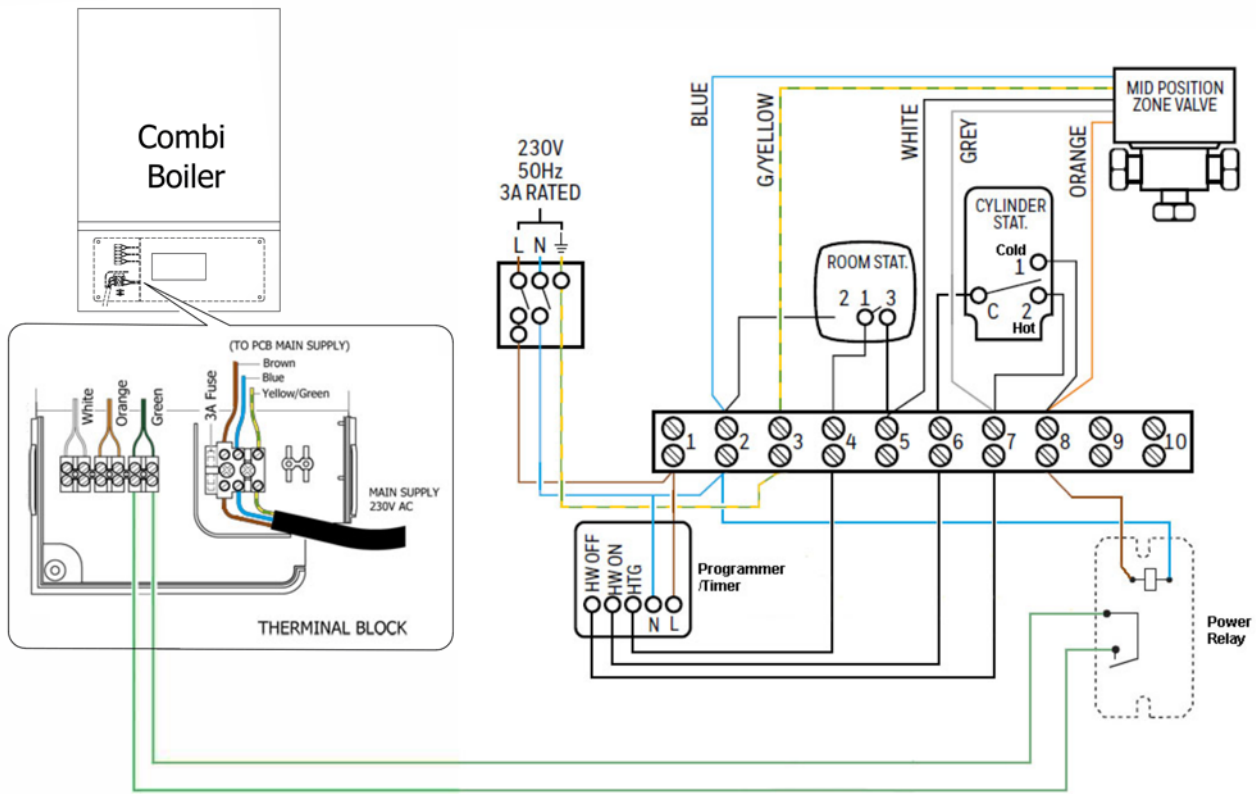 Combi
Boiler
(TO PCB MAIN SUPPLY)
Brown
Blue
Yellow/Green
3A Fuse
White
Orange
Green
MAIN SUPPLY
230V AC
THERMINAL BLOCK
230V
50Hz
3A RATED
L N
BLUE
G/YELLOW
WHITE
GREY
ORANGE
MID POSITION
ZONE VALVE
ROOM STAT.
2 1 3
CYLINDER
STAT.
Cold
1
C 2
Hot
1 2 3 4 5 6 7 8 9 10
HW OFF
HW ON
HTG
N L
Programmer
/Timer
Power
Relay